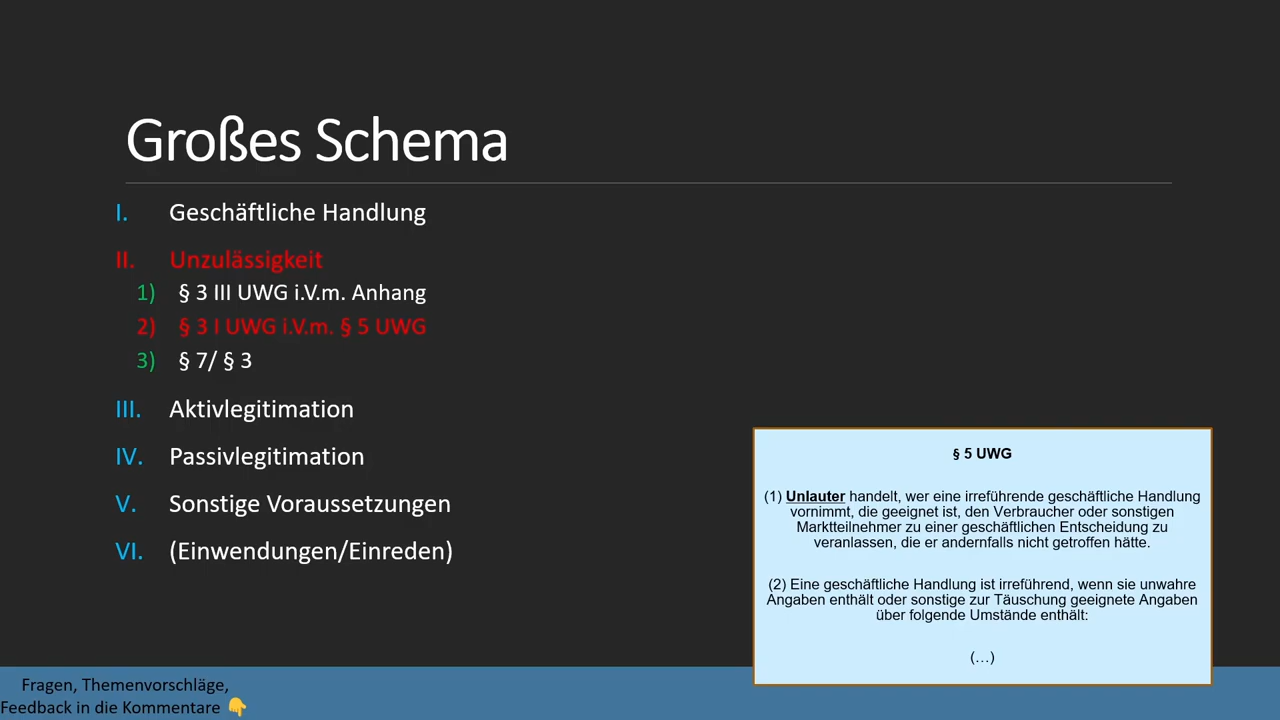 Großes Schema
I. Geschäftliche Handlung
II. Unzulässigkeit
1) § 3 III UWG i.V.m. Anhang
2) § 3 I UWG i.V.m. § 5 UWG
3) § 7/ § 3
III. Aktivlegitimation
IV. Passivlegitimation
V. Sonstige Voraussetzungen
VI. (Einwendungen/Einreden)
§ 5 UWG
(1) Unlauter handelt, wer eine irreführende geschäftliche Handlung
vornimmt, die geeignet ist, den Verbraucher oder sonstigen
Marktteilnehmer zu einer geschäftlichen Entscheidung zu
veranlassen, die er andernfalls nicht getroffen hätte.
(2) Eine geschäftliche Handlung ist irreführend, wenn sie unwahre
Angaben enthält oder sonstige zur Täuschung geeignete Angaben
über folgende Umstände enthält:
(…)
Fragen, Themenvorschläge,
Feedback in die Kommentare 👇